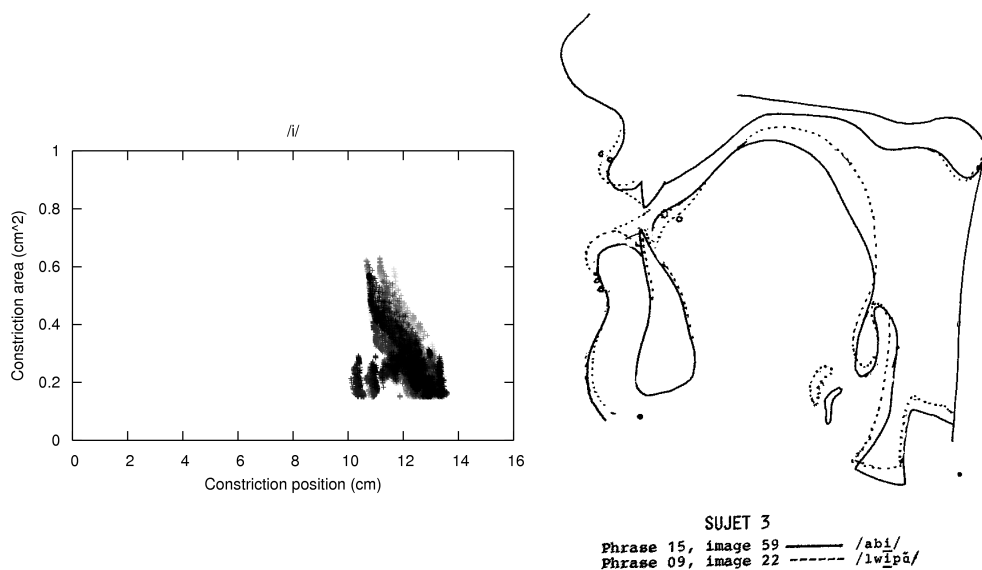 /i/
1
0.8
0.6
0.4
0.2
0
0 2 4 6 8 10 12 14 16
Constriction area (cm^2)
Constriction position (cm)
SUJET 3
Phrase 15, image 59 ——— /abi/
Phrase 09, image 22 ------ /lwipã/